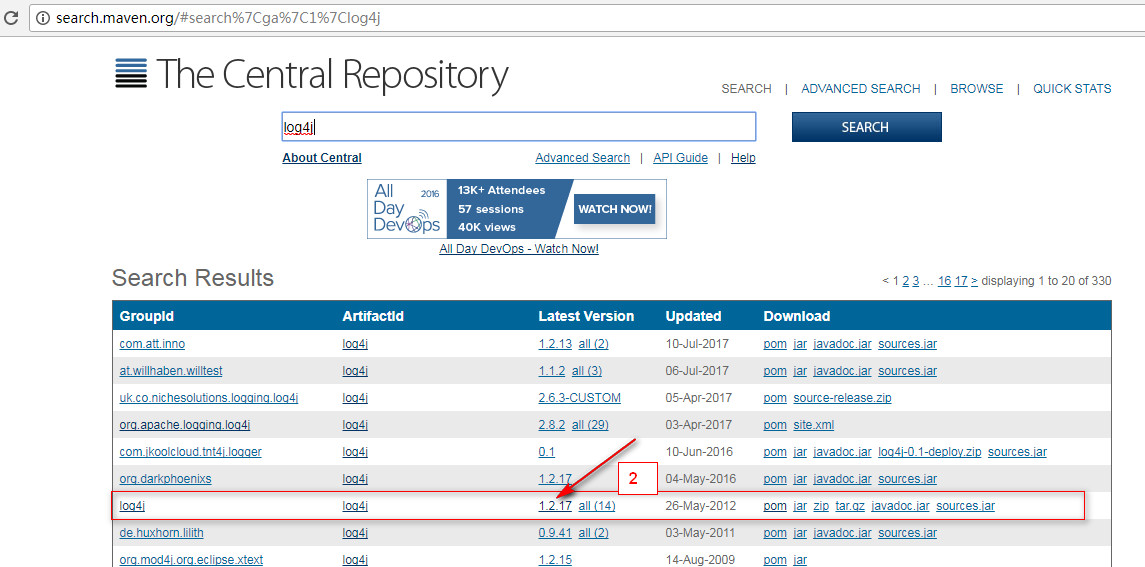 search.maven.org/#search%7Cga%7C1%7Clog4j
The Central Repository
SEARCH | ADVANCED SEARCH | BROWSE | QUICK STATS
log4j SEARCH
About Central Advanced Search | API Guide | Help
All Day DevOps 2016
13K+ Attendees
57 sessions
40K views
WATCH NOW!
All Day DevOps - Watch Now!
Search Results < 1 2 3 ... 16 17 > displaying 1 to 20 of 330
GroupId ArtifactId Latest Version Updated Download
com.att.inno log4j 1.2.13 all (2) 10-Jul-2017 pom jar javadoc.jar sources.jar
at.willhaben.willtest log4j 1.1.2 all (3) 06-Jul-2017 pom jar javadoc.jar sources.jar
uk.co.nichesolutions.logging.log4j log4j 2.6.3-CUSTOM 05-Apr-2017 pom source-release.zip
org.apache.logging.log4j log4j 2.8.2 all (29) 03-Apr-2017 pom site.xml
com.jkoolcloud.tnt4j.logger log4j 0.1 10-Jun-2016 pom jar javadoc.jar log4j-0.1-deploy.zip sources.jar
org.darkphoenixs log4j 1.2.17 04-May-2016 pom jar javadoc.jar sources.jar
2
log4j log4j 1.2.17 all (14) 26-May-2012 pom jar zip tar.gz javadoc.jar sources.jar
de.huxhorn.lilith log4j 0.9.41 all (2) 03-May-2011 pom jar javadoc.jar sources.jar
org.mod4j.org.eclipse.xtext log4j 1.2.15 14-Aug-2009 pom jar